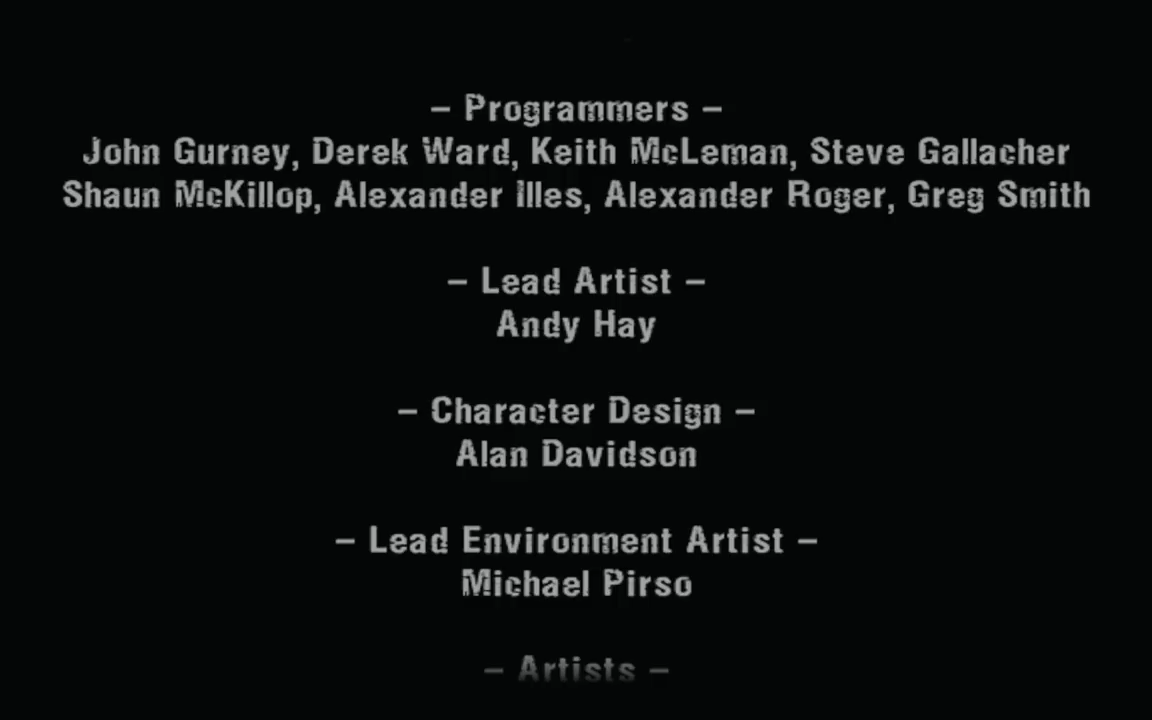 – Programmers –
John Gurney, Derek Ward, Keith McLeman, Steve Gallacher
Shaun McKillop, Alexander Illes, Alexander Roger, Greg Smith
– Lead Artist –
Andy Hay
– Character Design –
Alan Davidson
– Lead Environment Artist –
Michael Pirso
– Artists –